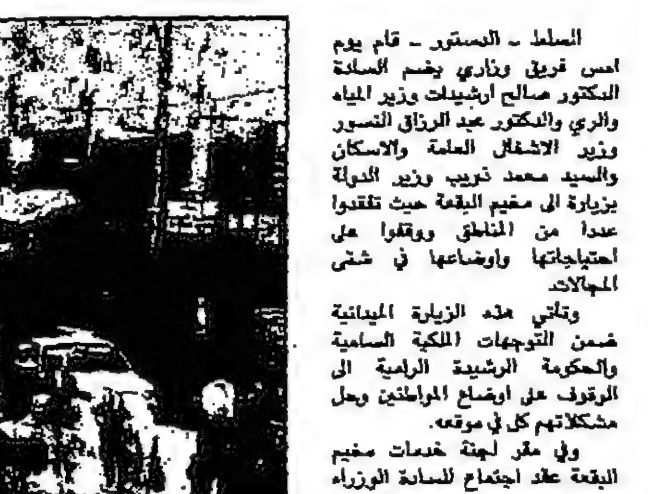 السلط ـ الدستور ـ قام يوم
امس فريق وزاري يضم السادة
الدكتور صالح ارشيدات وزير المياه
والري والدكتور عبد الرزاق النسور
وزير الاشغال العامة والاسكان
والسيد محمد ذويب وزير الدولة
بزيارة الى مخيم البقعة حيث تفقدوا
عددا من المناطق ووقفوا على
احتياجاتها واوضاعها في شتى
المجالات.
وتأتي هذه الزيارة الميدانية
ضمن التوجهات الملكية السامية
والحكومة الرشيدة الرامية الى
الوقوف على اوضاع المواطنين وحل
مشكلاتهم كل في موقعه.
وفي مقر لجنة خدمات مخيم
البقعة عقد اجتماع للسادة الوزراء